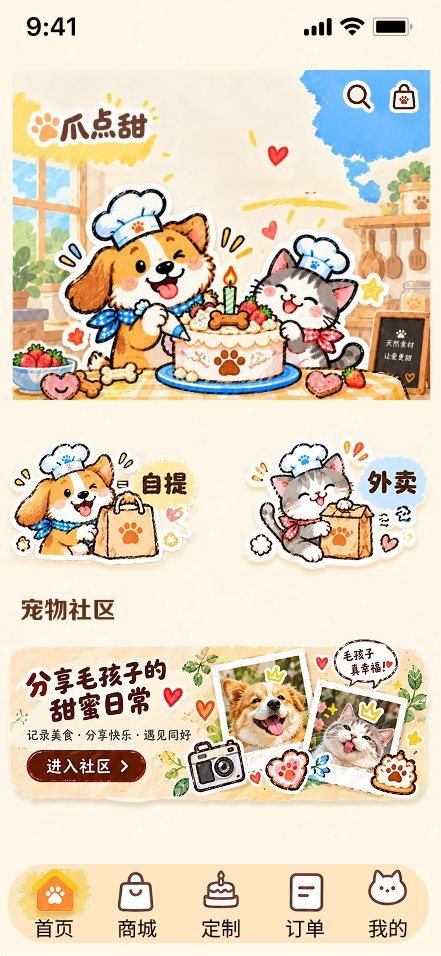 9:41
爪点甜
天然食材
让爱更甜
自提
外卖
宠物社区
分享毛孩子的
甜蜜日常
记录美食·分享快乐·遇见同好
进入社区
毛孩子
真幸福!
首页
商城
定制
订单
我的